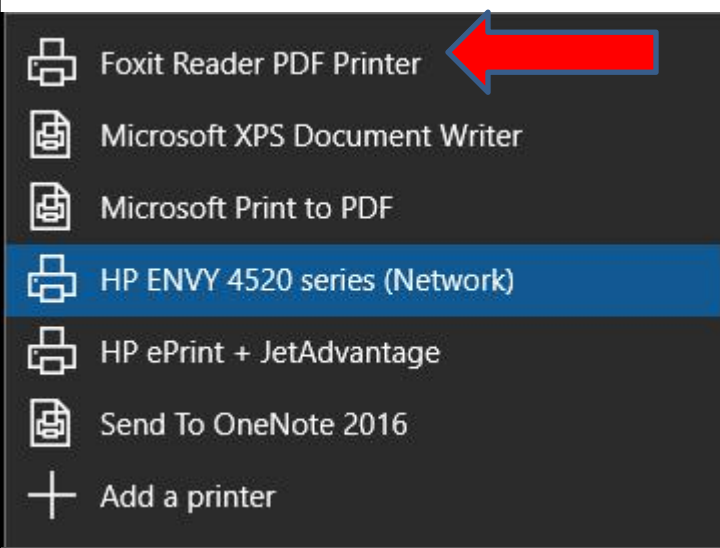 Foxit Reader PDF Printer
Microsoft XPS Document Writer
Microsoft Print to PDF
HP ENVY 4520 series (Network)
HP ePrint + JetAdvantage
Send To OneNote 2016
Add a printer